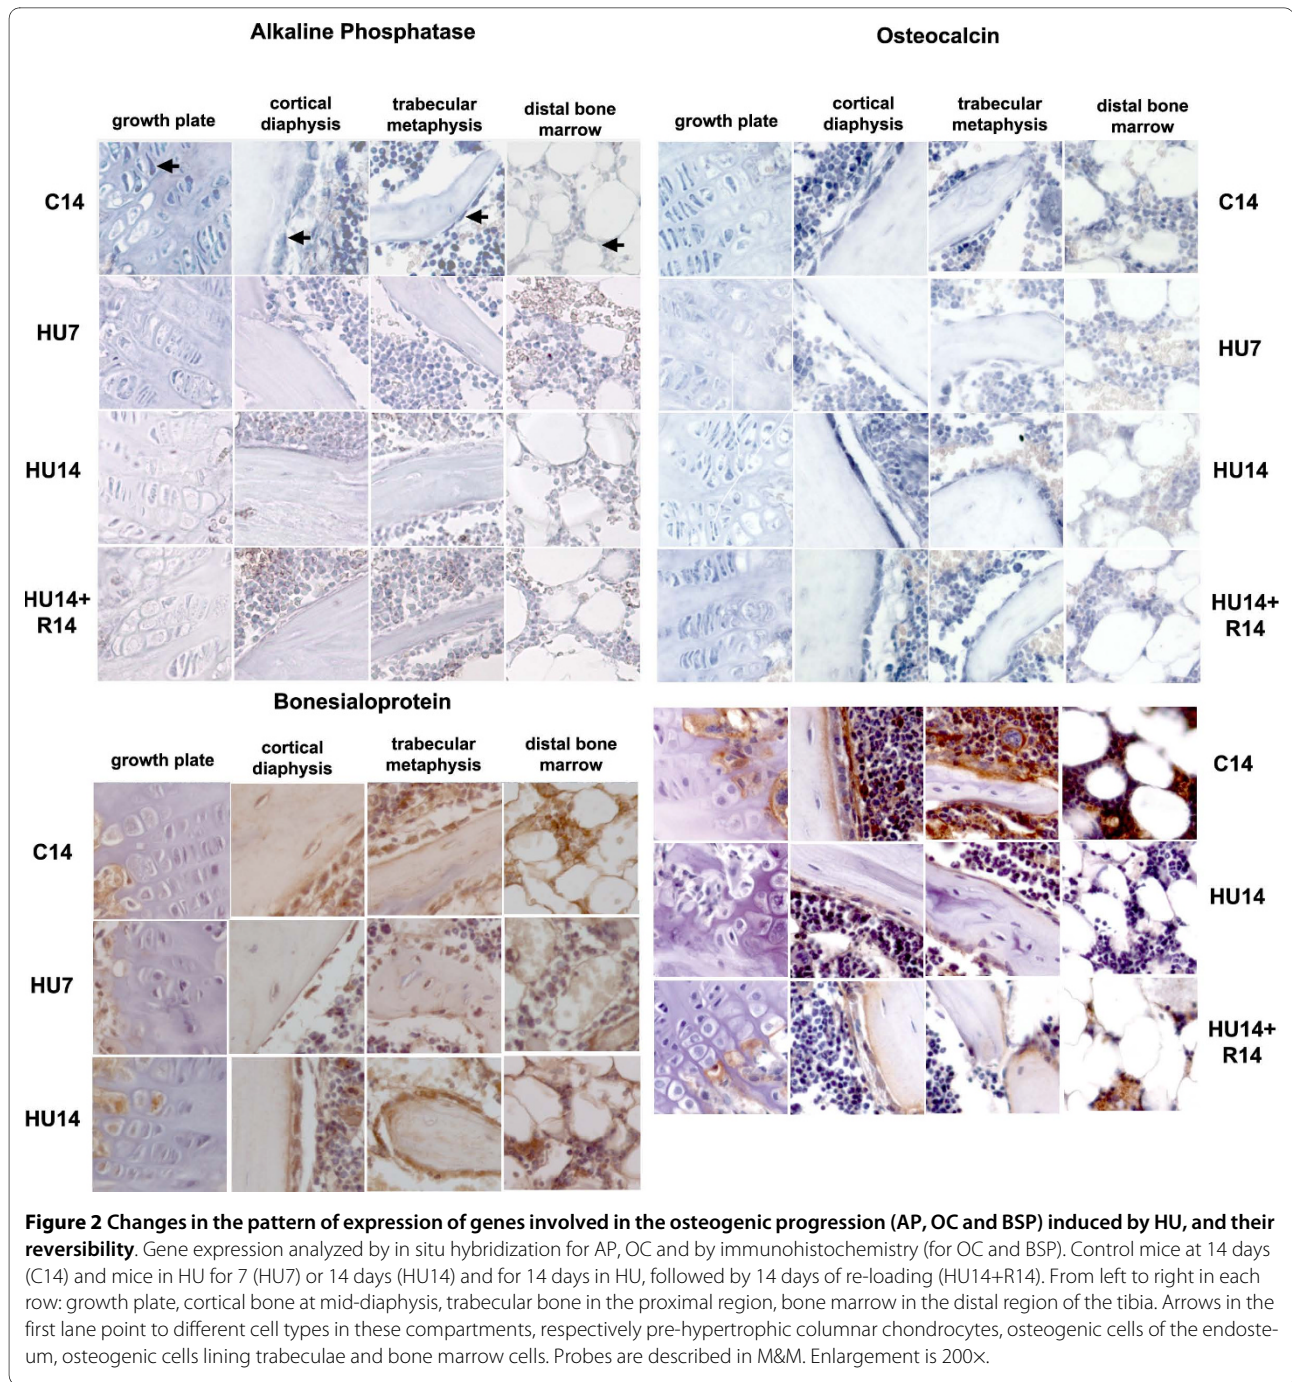 Alkaline Phosphatase
growth plate
cortical
diaphysis
trabecular
metaphysis
distal bone
marrow
C14
HU7
HU14
HU14+
R14
Osteocalcin
growth plate
cortical
diaphysis
trabecular
metaphysis
distal bone
marrow
C14
HU7
HU14
HU14+
R14
Bonesialoprotein
growth plate
cortical
diaphysis
trabecular
metaphysis
distal bone
marrow
C14
HU7
HU14
C14
HU14
HU14+
R14
Figure 2 Changes in the pattern of expression of genes involved in the osteogenic progression (AP, OC and BSP) induced by HU, and their
reversibility. Gene expression analyzed by in situ hybridization for AP, OC and by immunohistochemistry (for OC and BSP). Control mice at 14 days
(C14) and mice in HU for 7 (HU7) or 14 days (HU14) and for 14 days in HU, followed by 14 days of re-loading (HU14+R14). From left to right in each
row: growth plate, cortical bone at mid-diaphysis, trabecular bone in the proximal region, bone marrow in the distal region of the tibia. Arrows in the
first lane point to different cell types in these compartments, respectively pre-hypertrophic columnar chondrocytes, osteogenic cells of the endoste-
um, osteogenic cells lining trabeculae and bone marrow cells. Probes are described in M&M. Enlargement is 200×.